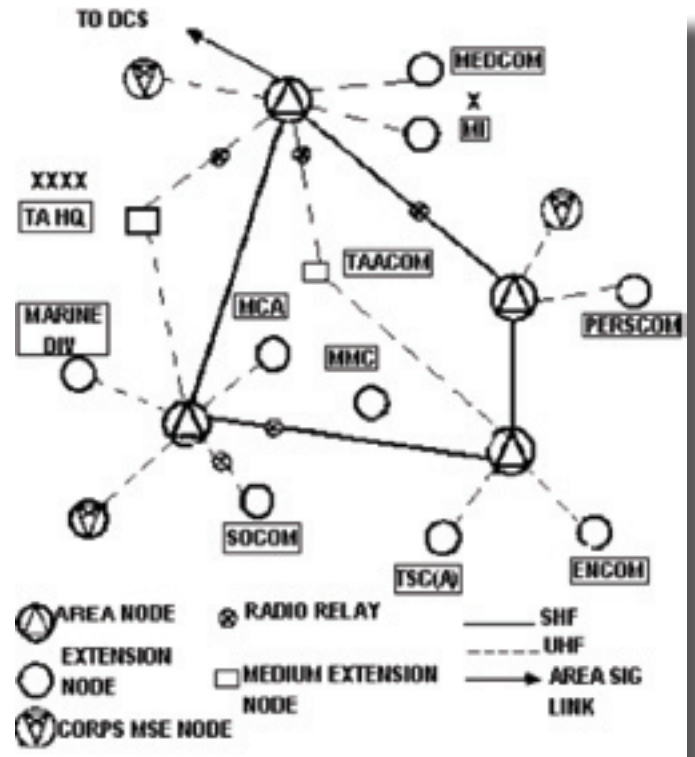 TO DCS
MEDCOM
X
MI
XXXX
TA HQ
TAACOM
MCA
MARINE
DIV
PERSCOM
MMC
SOCOM
TSC(A)
ENCOM
AREA NODE
RADIO RELAY
SHF
UHF
EXTENSION
NODE
MEDIUM EXTENSION
NODE
AREA SIG
LINK
CORPS MSE NODE